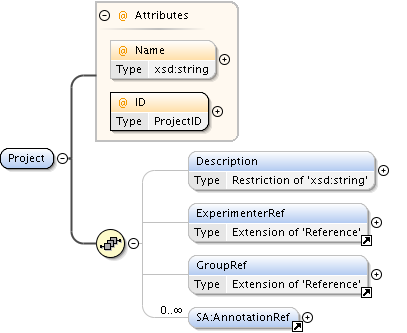 @ Attributes
@ Name
Type xsd:string
@ ID
Type ProjectID
Project
Description
Type Restriction of 'xsd:string'
ExperimenterRef
Type Extension of 'Reference'
GroupRef
Type Extension of 'Reference'
0..∞
SA:AnnotationRef